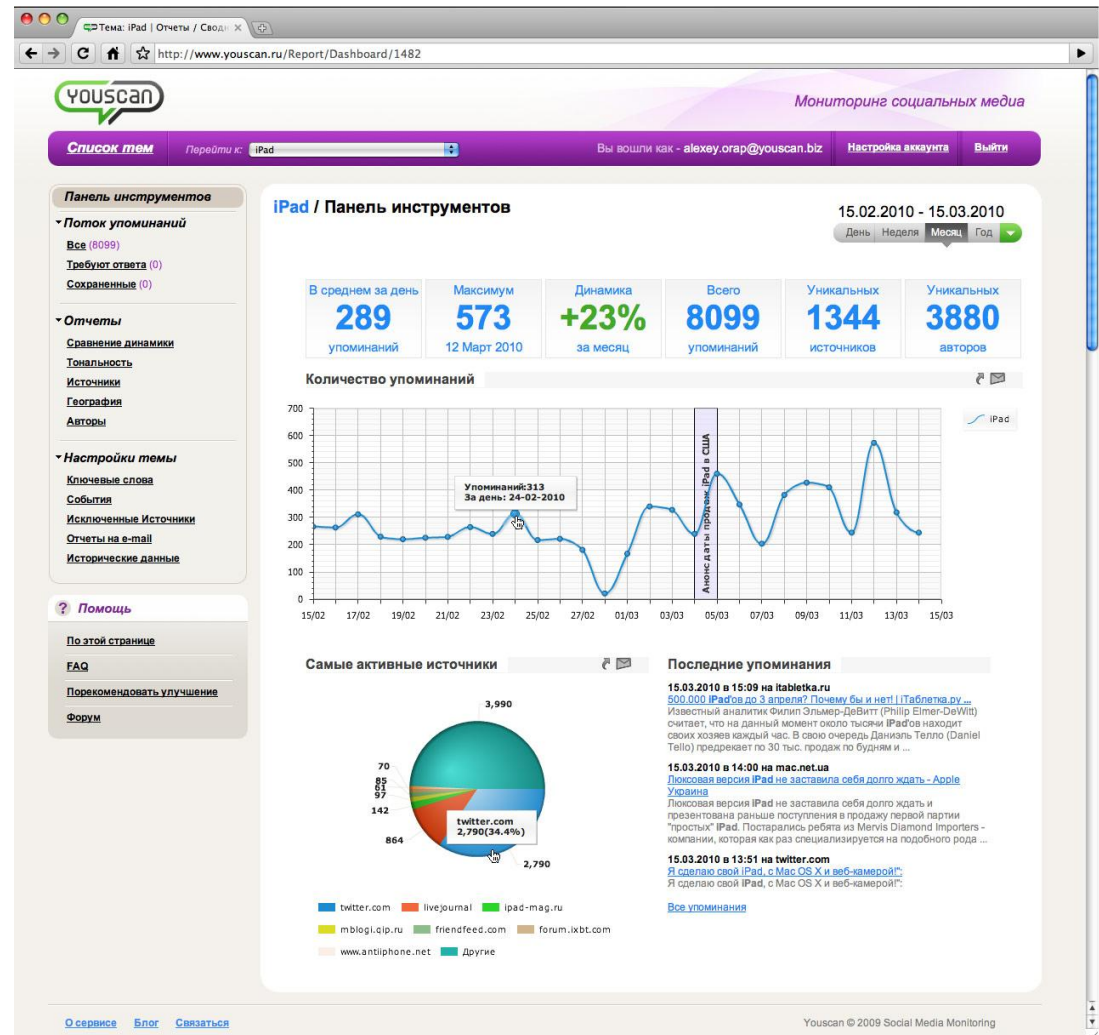 Тема: iPad | Отчеты / Сводн
http://www.youscan.ru/Report/Dashboard/1482
youscan
Мониторинг социальных медиа
Список тем
Перейти к:
iPad
Вы вошли как - alexey.orap@youscan.biz
Настройка аккаунта
Выйти
Панель инструментов
Поток упоминаний
Все (8099)
Требуют ответа (0)
Сохраненные (0)
Отчеты
Сравнение динамики
Тональность
Источники
География
Авторы
Настройки темы
Ключевые слова
События
Исключенные Источники
Отчеты на e-mail
Исторические данные
? Помощь
По этой странице
FAQ
Порекомендовать улучшение
Форум
iPad / Панель инструментов
15.02.2010 - 15.03.2010
День Неделя Месяц Год
В среднем за день
289
упоминаний
Максимум
573
12 Март 2010
Динамика
+23%
за месяц
Всего
8099
упоминаний
Уникальных
1344
источников
Уникальных
3880
авторов
Количество упоминаний
700
600
500
400
300
200
100
0
Упоминаний:313
За день: 24-02-2010
Анонс даты продаж iPad в США
iPad
15/02 17/02 19/02 21/02 23/02 25/02 27/02 01/03 03/03 05/03 07/03 09/03 11/03 13/03 15/03
Самые активные источники
3,990
70
85
61
97
142
864
twitter.com
2,790(34.4%)
2,790
twitter.com livejournal ipad-mag.ru
mblogi.qip.ru friendfeed.com forum.ixbt.com
www.antiiphone.net Другие
Последние упоминания
15.03.2010 в 15:09 на itabletka.ru
500.000 iPad'ов до 3 апреля? Почему бы и нет! | iТаблетка.ру ...
Известный аналитик Филип Эльмер-ДеВитт (Philip Elmer-DeWitt)
считает, что на данный момент около тысячи iPad'ов находит
своих хозяев каждый час. В свою очередь Даниэль Телло (Daniel
Tello) предрекает по 30 тыс. продаж по будням и ...
15.03.2010 в 14:00 на mac.net.ua
Люксовая версия iPad не заставила себя долго ждать - Apple
Украина
Люксовая версия iPad не заставила себя долго ждать и
презентована раньше поступления в продажу первой партии
"простых" iPad. Постарались ребята из Mervis Diamond Importers -
компании, которая как раз специализируется на подобного рода ...
15.03.2010 в 13:51 на twitter.com
Я сделаю свой iPad, с Mac OS X и веб-камерой!":
Я сделаю свой iPad, с Mac OS X и веб-камерой!":
Все упоминания
О сервисе Блог Связаться
Youscan © 2009 Social Media Monitoring